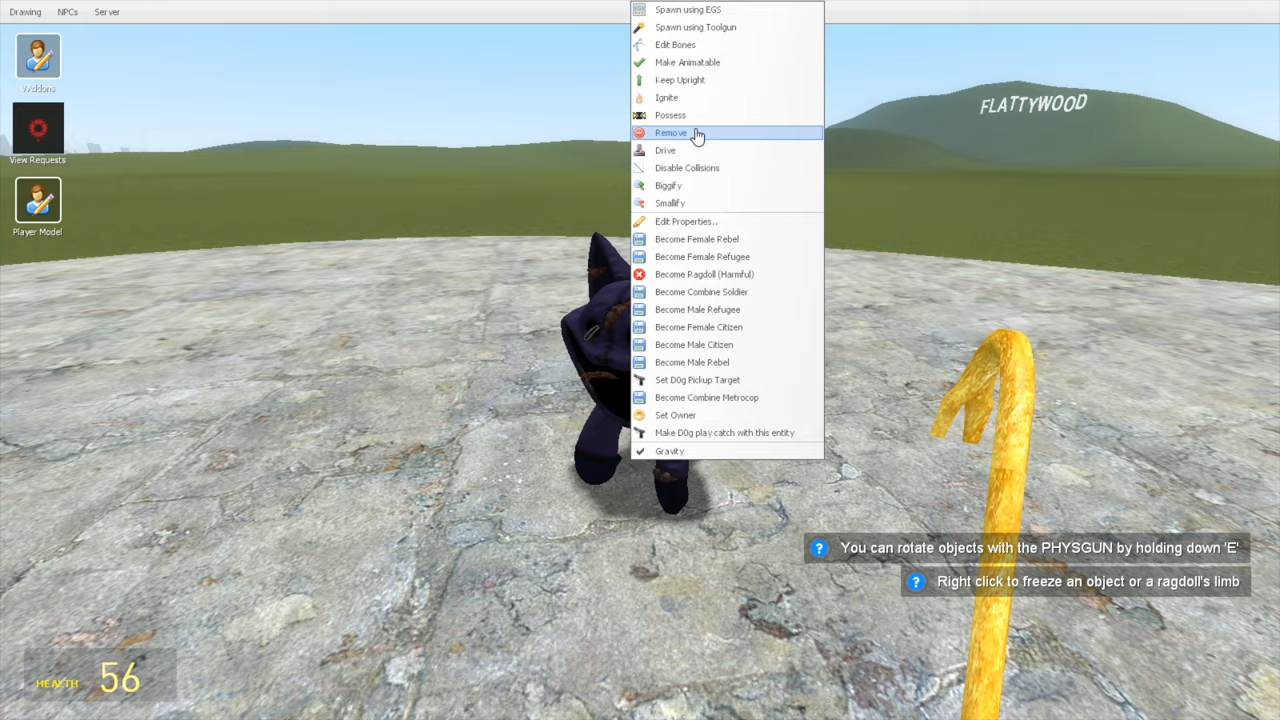 Drawing NPCs Server
VAddons
View Requests
Player Model
Spawn using EGS
Spawn using Toolgun
Edit Bones
Make Animatable
Keep Upright
Ignite
Possess
Remove
Drive
Disable Collisions
Biggify
Smallify
Edit Properties..
Become Female Rebel
Become Female Refugee
Become Ragdoll (Harmful)
Become Combine Soldier
Become Male Refugee
Become Female Citizen
Become Male Citizen
Become Male Rebel
Set D0g Pickup Target
Become Combine Metrocop
Set Owner
Make D0g play catch with this entity
Gravity
FLATTYWOOD
You can rotate objects with the PHYSGUN by holding down 'E'
Right click to freeze an object or a ragdoll's limb
HEALTH 56